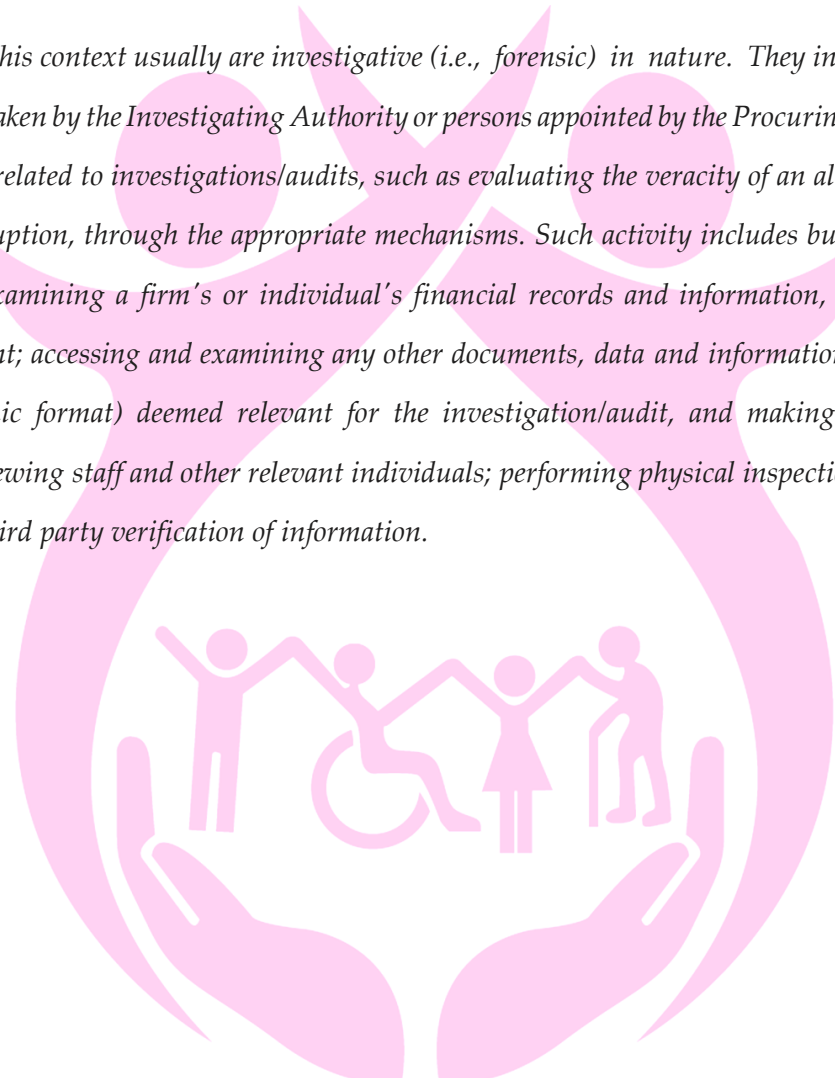 his context usually are investigative (i.e., forensic) in nature. They in
aken by the Investigating Authority or persons appointed by the Procurin
related to investigations/audits, such as evaluating the veracity of an al
uption, through the appropriate mechanisms. Such activity includes bu
xamining a firm's or individual's financial records and information,
nt; accessing and examining any other documents, data and information
nic format) deemed relevant for the investigation/audit, and making
ewing staff and other relevant individuals; performing physical inspecti
ird party verification of information.